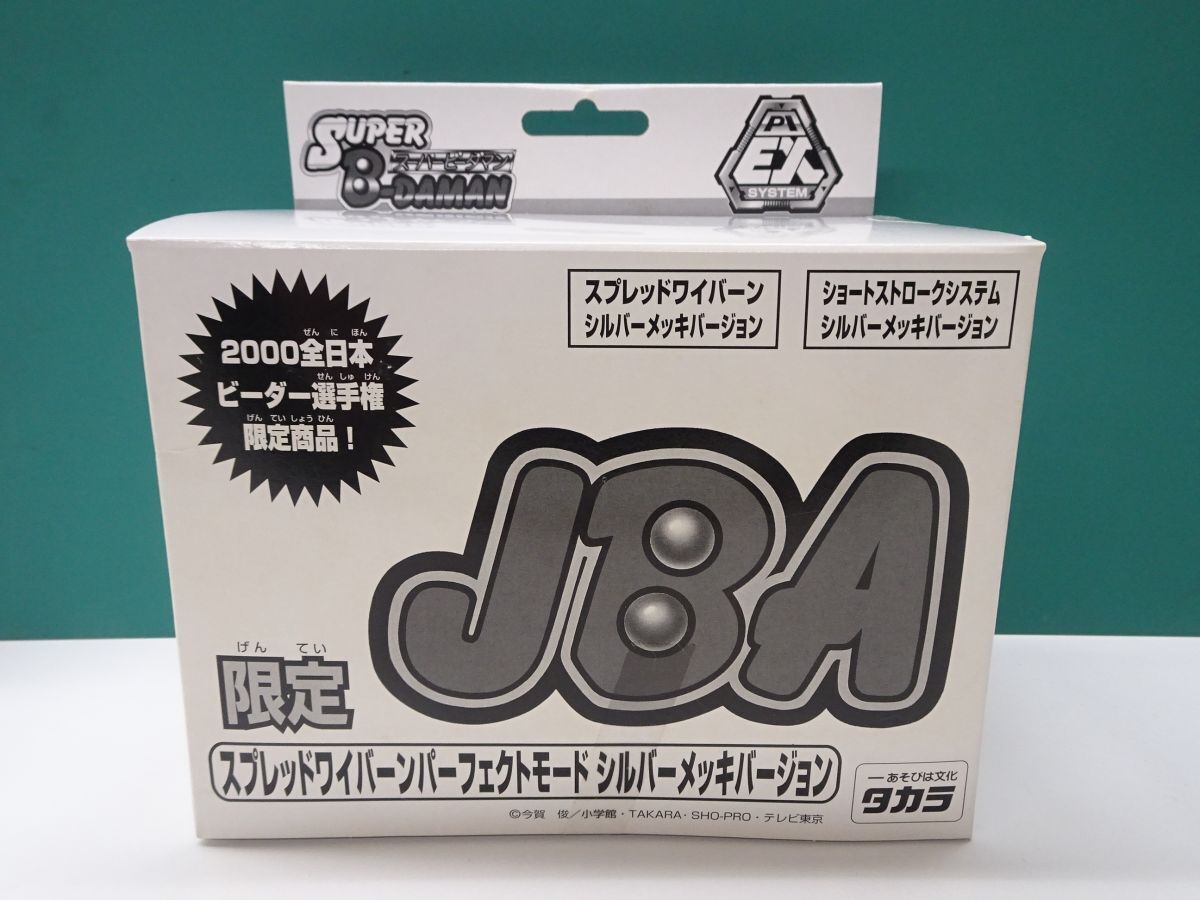 SUPER
スーパービーダマン
B-DAMAN
PI
EX
SYSTEM
スプレッドワイバーン
シルバーメッキバージョン
ショートストロークシステム
シルバーメッキバージョン
ぜん に ほん
2000全日本
せん しゅ けん
ビーダー選手権
げん てい しょう ひん
限定商品!
JBA
げん てい
限定
スプレッドワイバーンパーフェクトモード シルバーメッキバージョン
ーあそびは文化
タカラ
©今賀 俊/小学館・TAKARA・SHO-PRO・テレビ東京